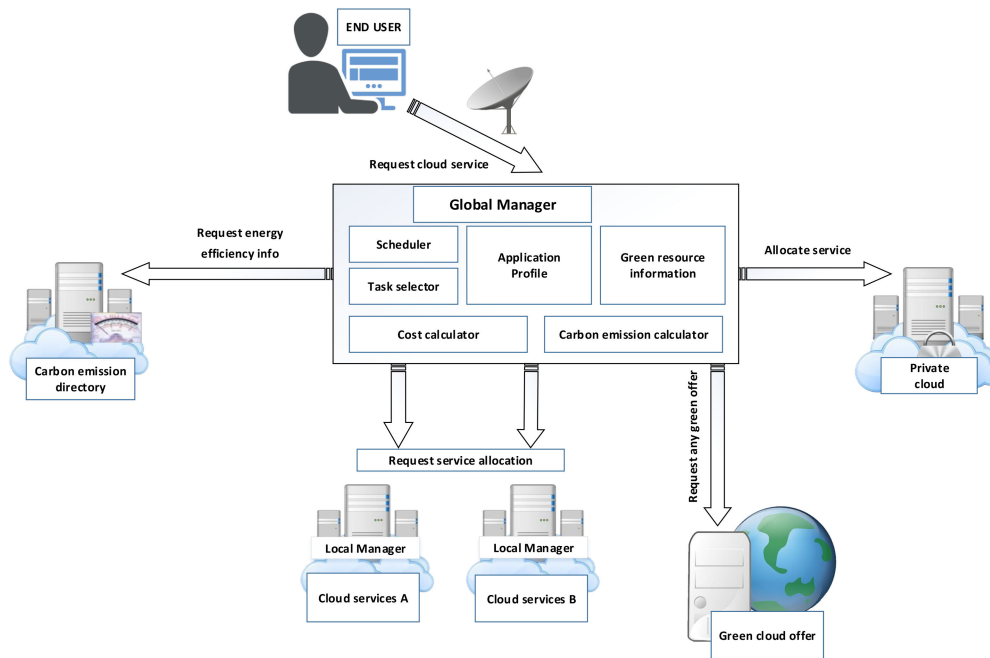 END USER
Request cloud service
Global Manager
Scheduler
Task selector
Application
Profile
Green resource
information
Cost calculator
Carbon emission calculator
Request energy
efficiency info
Carbon emission
directory
Allocate service
Private
cloud
Request service allocation
Local Manager
Cloud services A
Local Manager
Cloud services B
Request any green offer
Green cloud offer